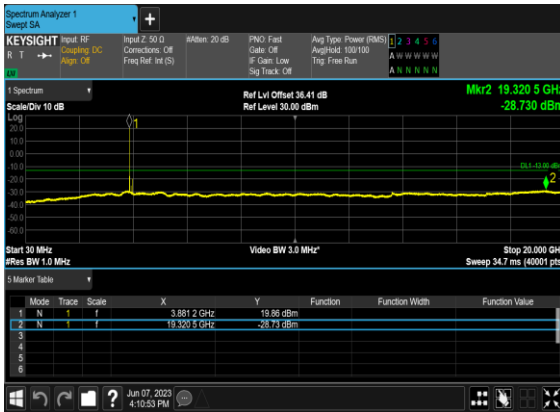 Spectrum Analyzer 1
Swept SA
+
KEYSIGHT Input: RF Input Z: 50 Ω #Atten: 20 dB PNO: Fast Avg Type: Power (RMS) 1 2 3 4 5 6
R T Coupling: DC Corrections: Off Gate: Off Avg|Hold: 100/100 A W W W W W
Align: Off Freq Ref: Int (S) IF Gain: Low Trig: Free Run
Sig Track: Off A N N N N N
1 Spectrum Ref Lvl Offset 36.41 dB Mkr2 19.320 5 GHz
Scale/Div 10 dB Ref Level 30.00 dBm -28.730 dBm
Log
20.0
10.0
0.00
-10.0
-20.0
-30.0
-40.0
-50.0
-60.0
1
DL1 -13.00 dBm
2
Start 30 MHz Video BW 3.0 MHz* Stop 20.000 GHz
#Res BW 1.0 MHz Sweep 34.7 ms (40001 pts)
5 Marker Table
Mode Trace Scale X Y Function Function Width Function Value
1 N 1 f 3.881 2 GHz 19.86 dBm
2 N 1 f 19.320 5 GHz -28.73 dBm
3
4
5
6
? Jun 07, 2023
4:10:53 PM